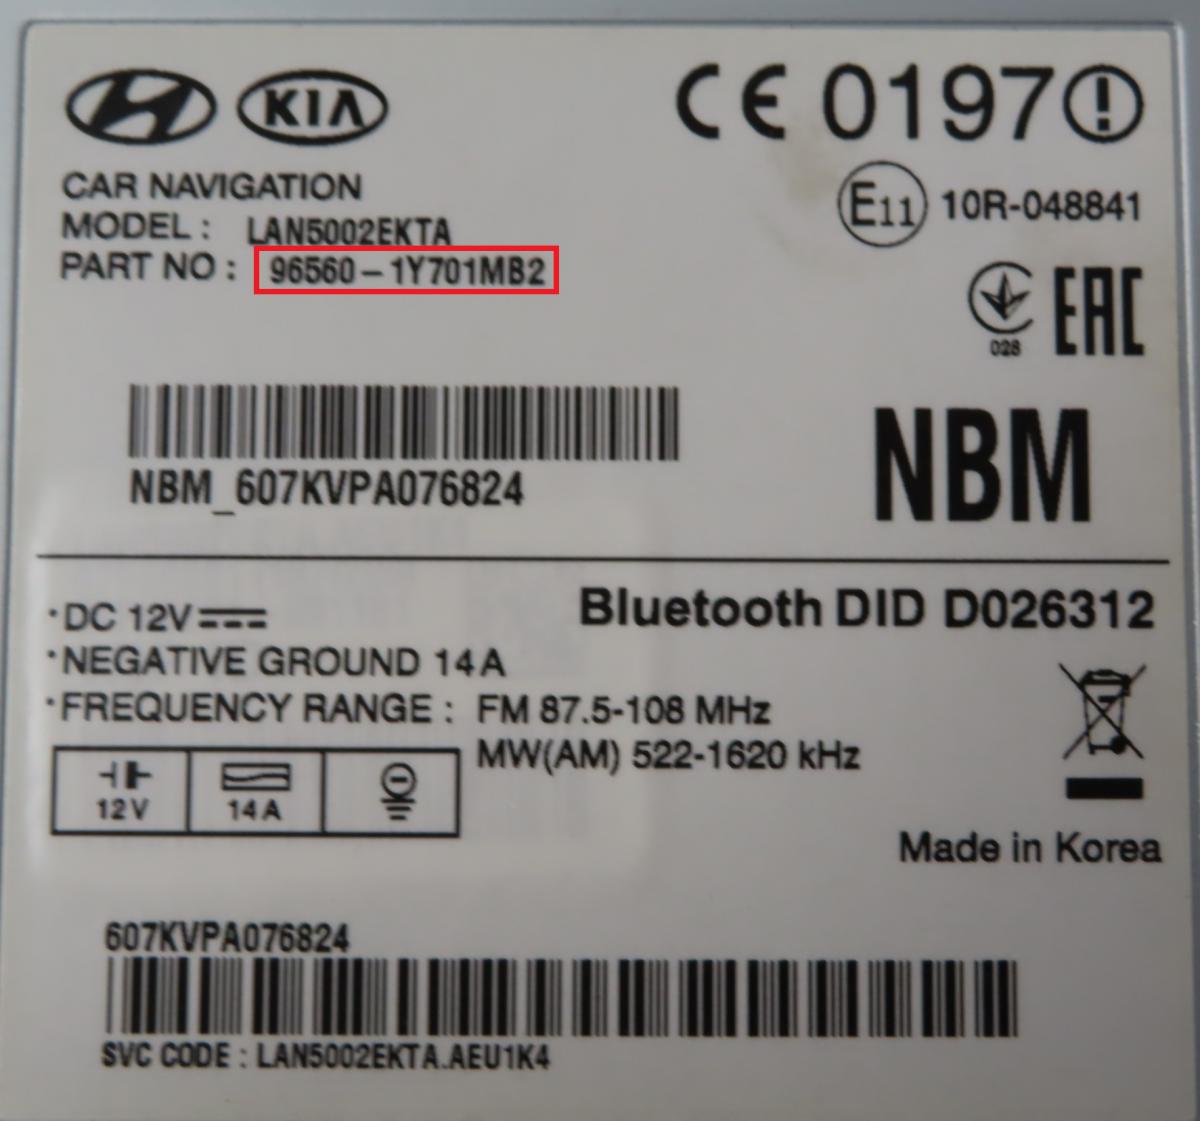 KIA
CE 0197
CAR NAVIGATION
MODEL : LAN5002EKTA
PART NO : 96560-1Y701MB2
E11 10R-048841
028
EAC
NBM_607KVPA076824
NBM
·DC 12V
·NEGATIVE GROUND 14A
·FREQUENCY RANGE : FM 87.5-108 MHz
MW(AM) 522-1620 kHz
Bluetooth DID D026312
12V 14A
Made in Korea
607KVPA076824
SVC CODE : LAN5002EKTA.AEU1K4